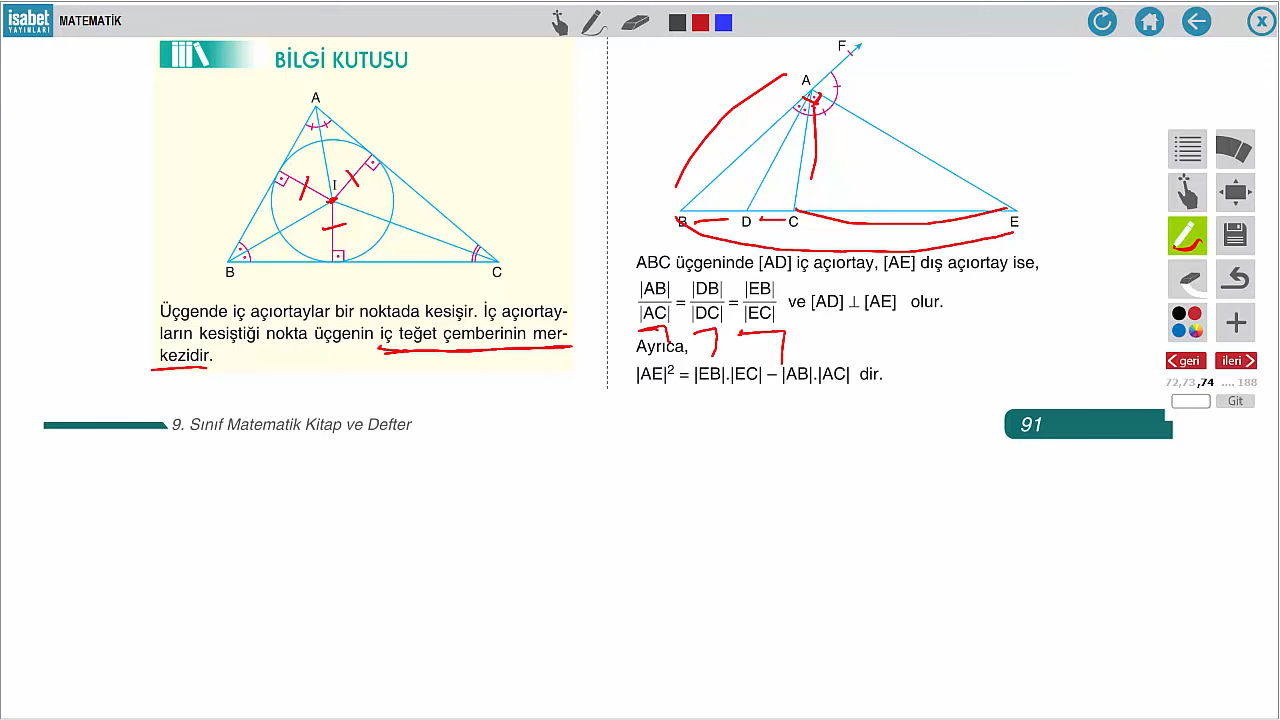 isabet
YAYINLARI
MATEMATİK
BİLGİ KUTUSU
A
I
B
C
Üçgende iç açıortaylar bir noktada kesişir. İç açıortay-
ların kesiştiği nokta üçgenin iç teğet çemberinin mer-
kezidir.
F
A
B
D
C
E
ABC üçgeninde [AD] iç açıortay, [AE] dış açıortay ise,
|AB|/|AC| = |DB|/|DC| = |EB|/|EC| ve [AD] ⊥ [AE] olur.
Ayrıca,
|AE|² = |EB|.|EC| – |AB|.|AC| dir.
9. Sınıf Matematik Kitap ve Defter
91
geri
ileri
72,73,74 .... 188
Git